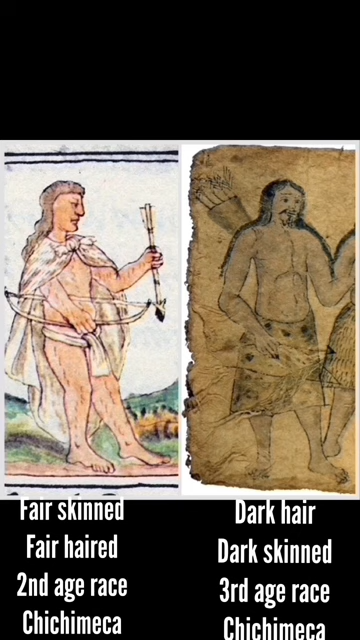 Fair skinned
Fair haired
2nd age race
Chichimeca
Dark hair
Dark skinned
3rd age race
Chichimeca